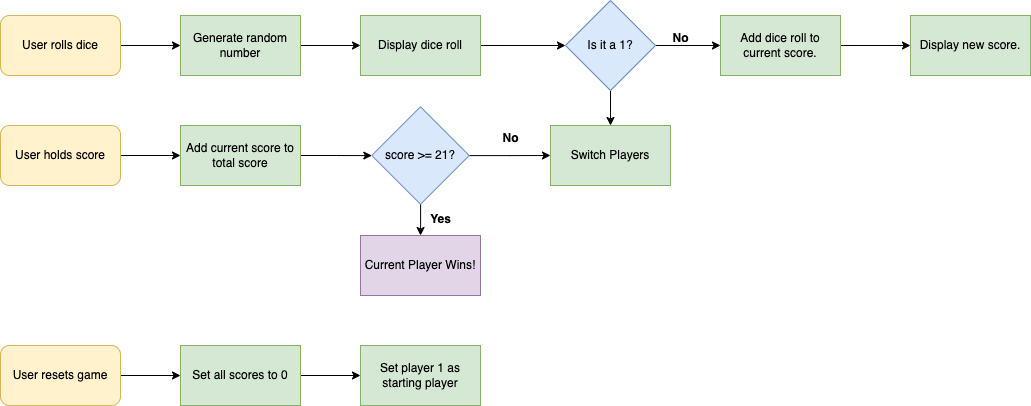 User rolls dice
Generate random
number
Display dice roll
Is it a 1?
No
Add dice roll to
current score.
Display new score.
User holds score
Add current score to
total score
score >= 21?
No
Switch Players
Yes
Current Player Wins!
User resets game
Set all scores to 0
Set player 1 as
starting player